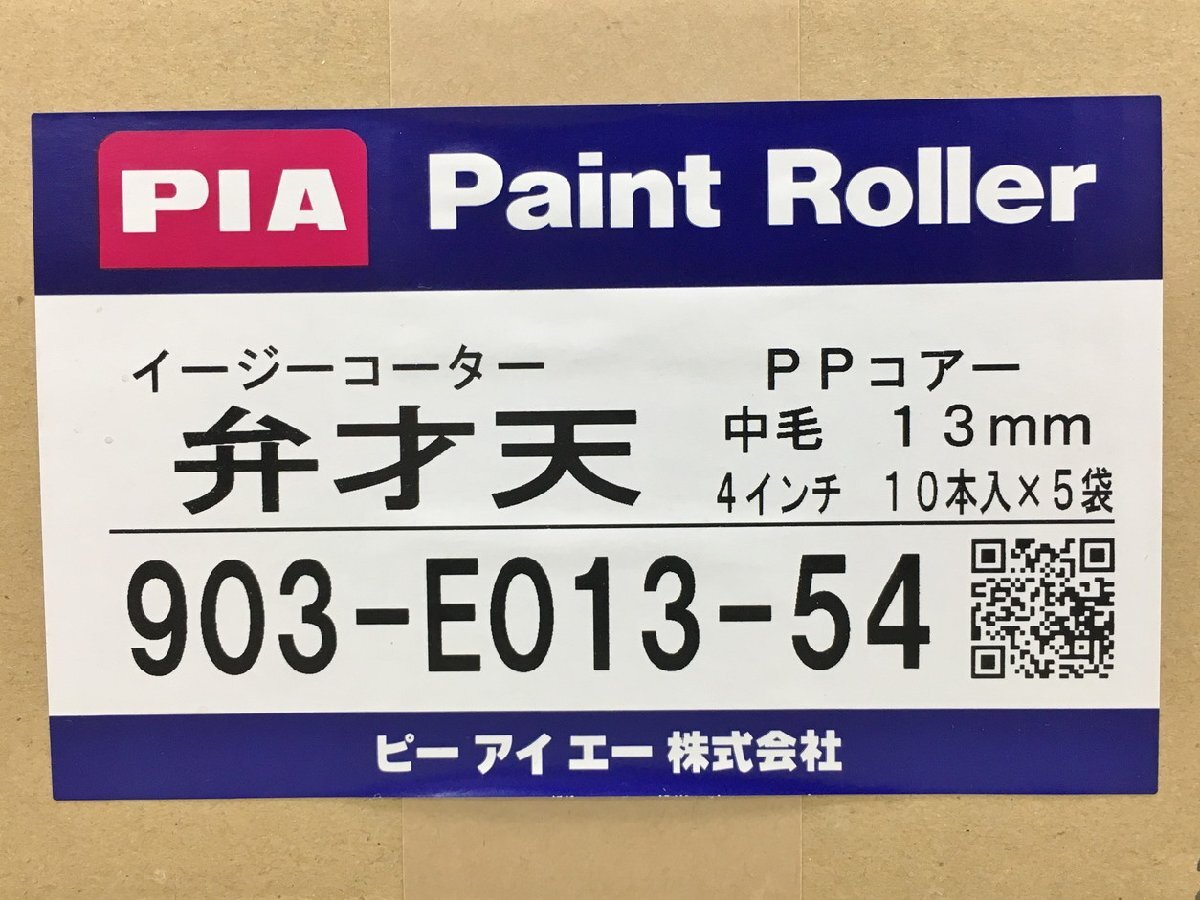 PIA Paint Roller
イージーコーター ＰＰコアー
弁才天 中毛 １３mm
4インチ 10本入×5袋
903-E013-54
ピーアイエー株式会社